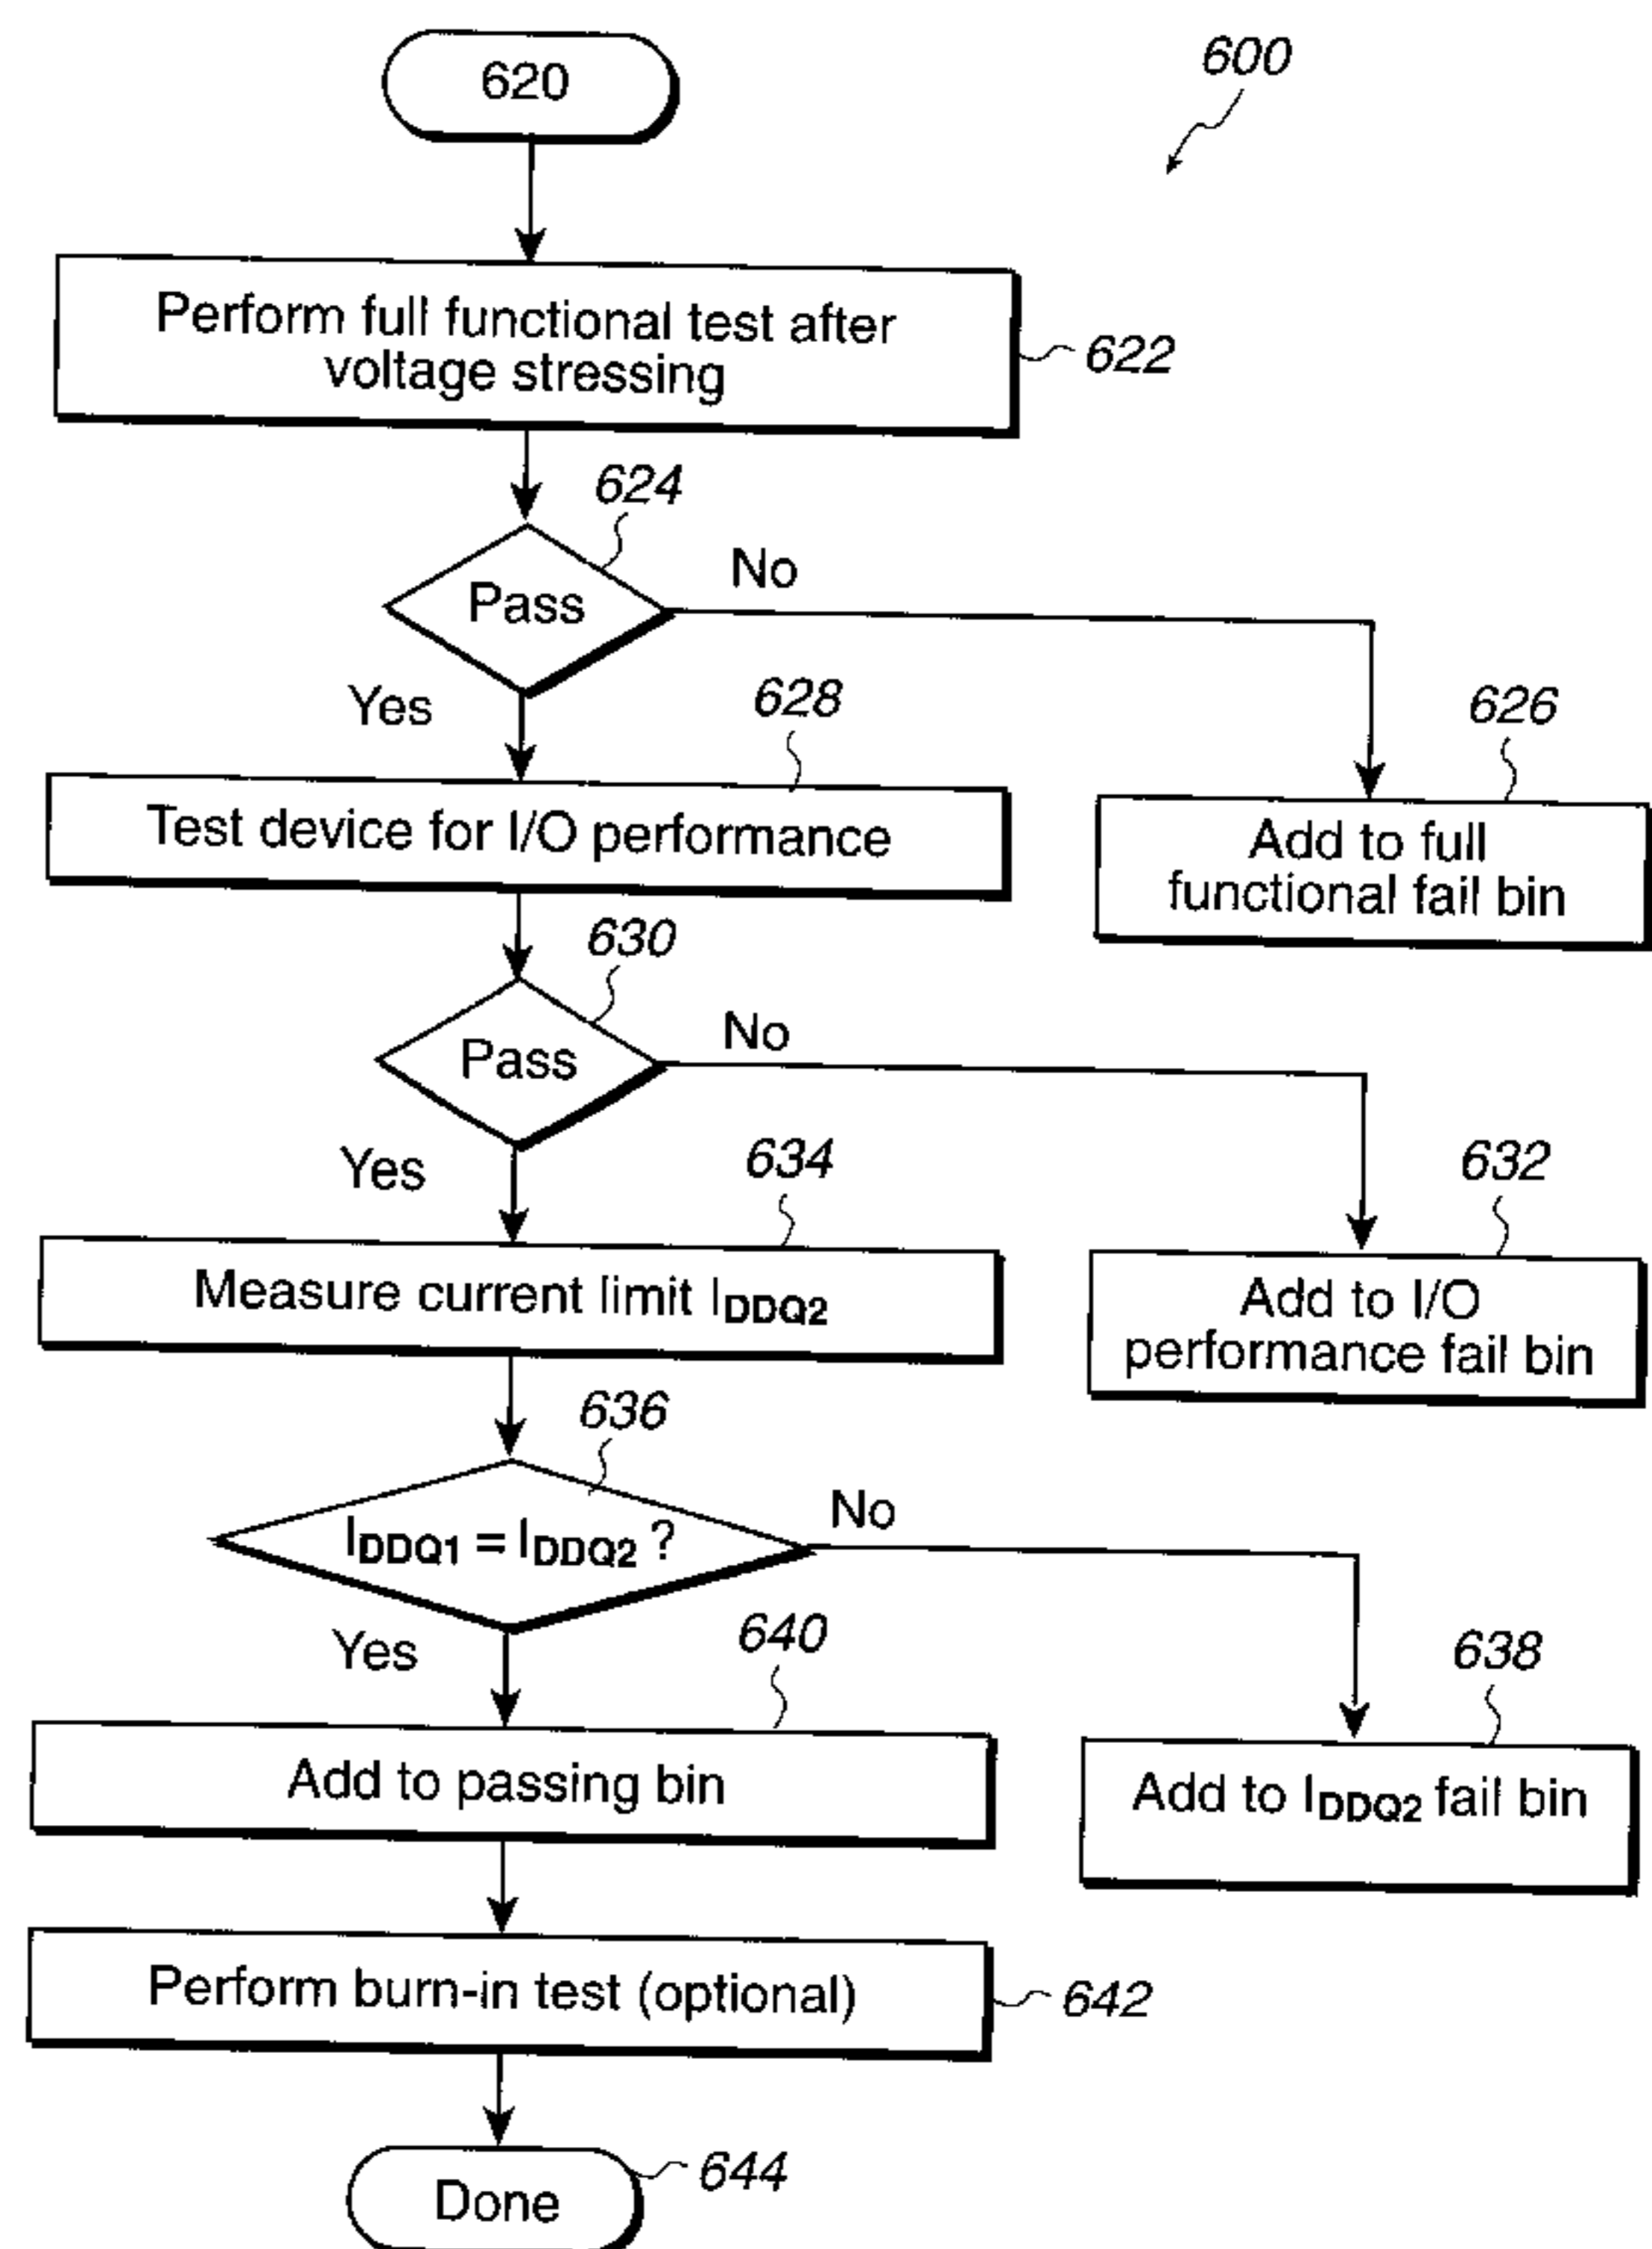 620
600
Perform full functional test after
voltage stressing
622
624
Pass
No
Yes
628
626
Test device for I/O performance
Add to full
functional fail bin
630
Pass
No
Yes
634
632
Measure current limit IDDQ2
Add to I/O
performance fail bin
636
IDDQ1 = IDDQ2 ?
No
Yes
640
638
Add to passing bin
Add to IDDQ2 fail bin
Perform burn-in test (optional)
642
Done
644